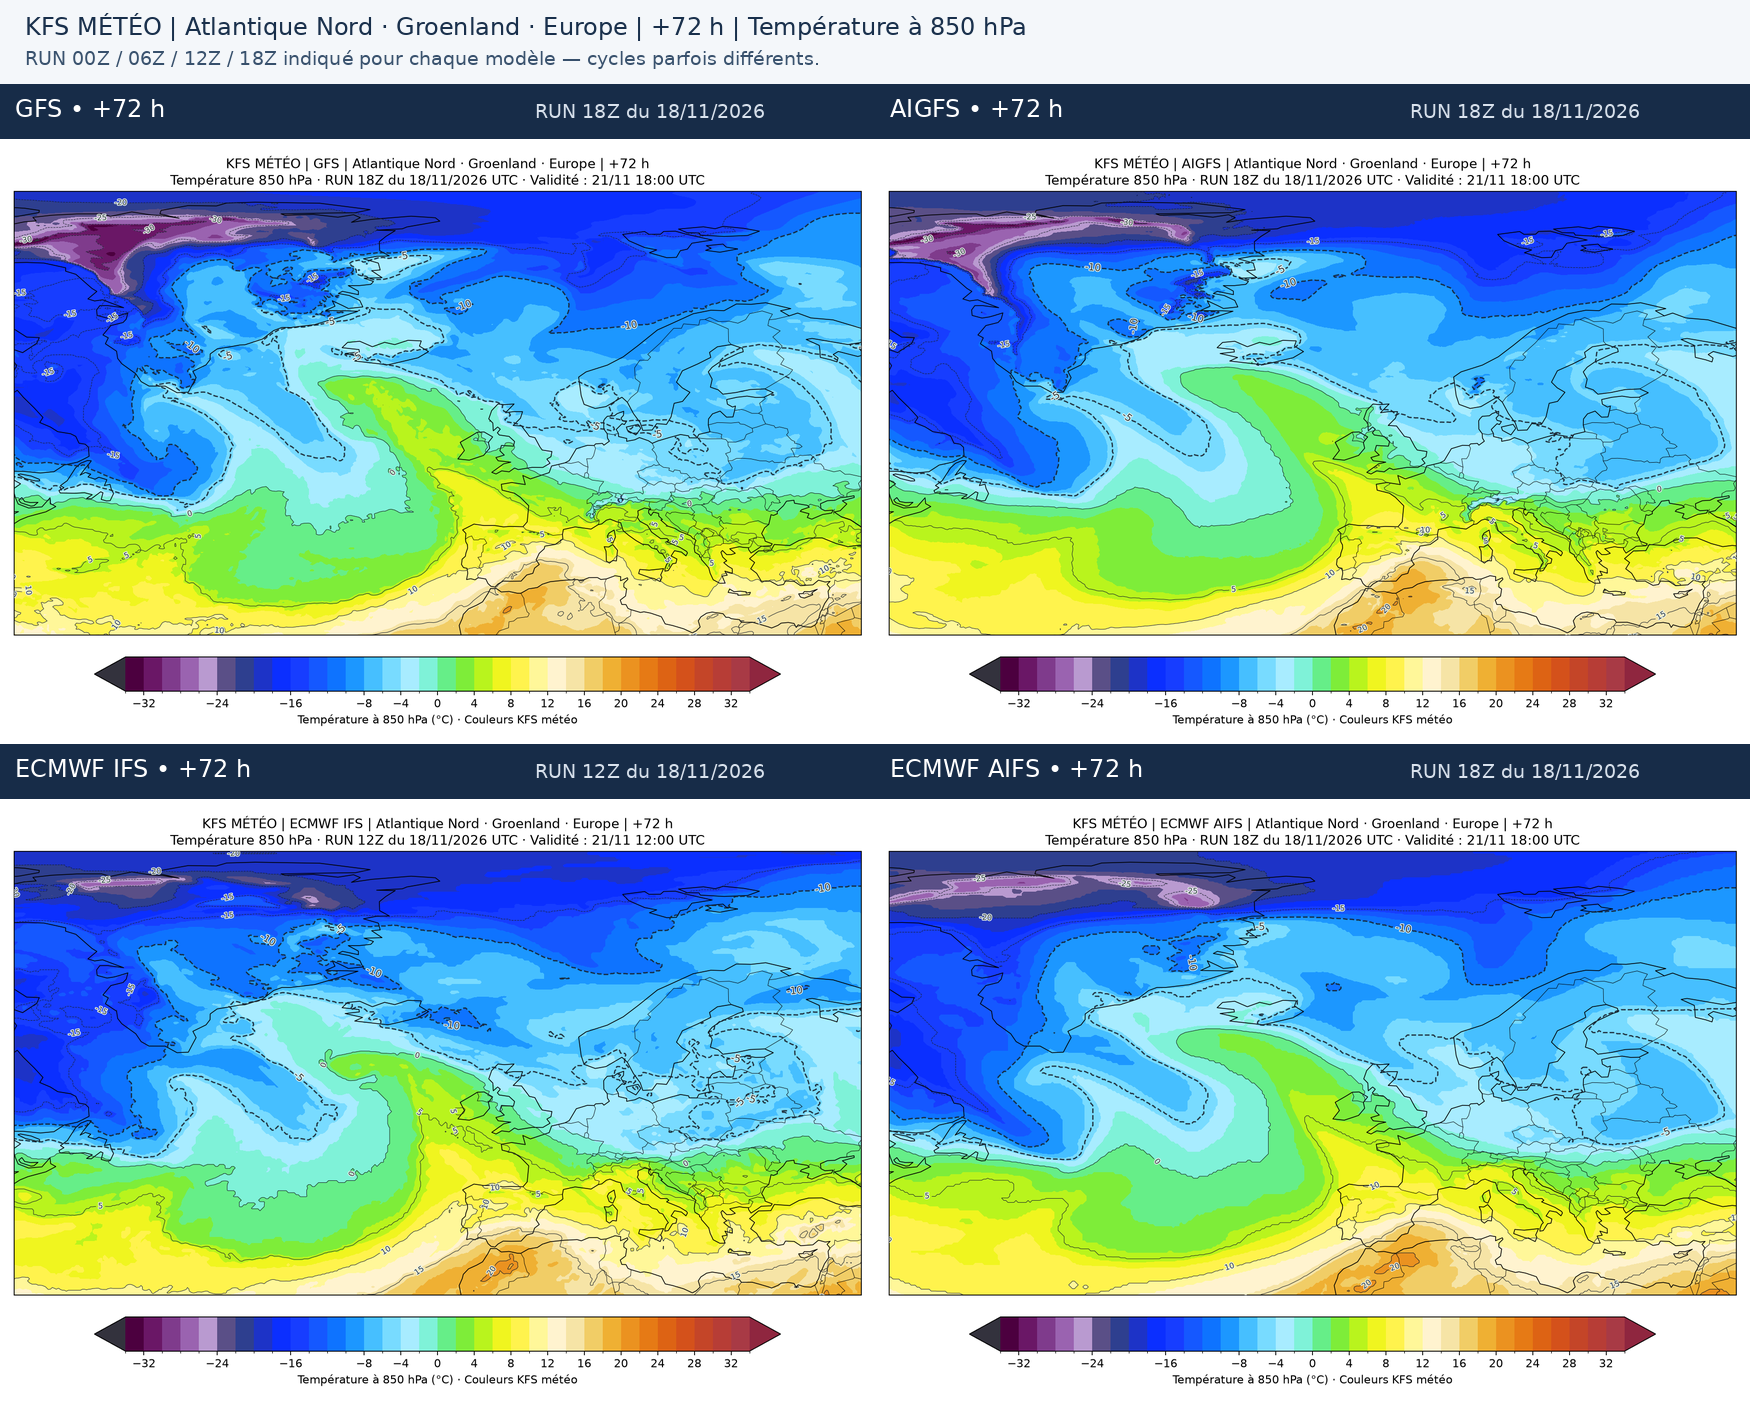 KFS MÉTÉO | Atlantique Nord · Groenland · Europe | +72 h | Température à 850 hPa
RUN 00Z / 06Z / 12Z / 18Z indiqué pour chaque modèle — cycles parfois différents.
GFS • +72 h
RUN 18Z du 18/11/2026
AIGFS • +72 h
RUN 18Z du 18/11/2026
KFS MÉTÉO | GFS | Atlantique Nord · Groenland · Europe | +72 h
Température 850 hPa · RUN 18Z du 18/11/2026 UTC · Validité : 21/11 18:00 UTC
KFS MÉTÉO | AIGFS | Atlantique Nord · Groenland · Europe | +72 h
Température 850 hPa · RUN 18Z du 18/11/2026 UTC · Validité : 21/11 18:00 UTC
−32 −24 −16 −8 −4 0 4 8 12 16 20 24 28 32
Température à 850 hPa (°C) · Couleurs KFS météo
−32 −24 −16 −8 −4 0 4 8 12 16 20 24 28 32
Température à 850 hPa (°C) · Couleurs KFS météo
ECMWF IFS • +72 h
RUN 12Z du 18/11/2026
ECMWF AIFS • +72 h
RUN 18Z du 18/11/2026
KFS MÉTÉO | ECMWF IFS | Atlantique Nord · Groenland · Europe | +72 h
Température 850 hPa · RUN 12Z du 18/11/2026 UTC · Validité : 21/11 12:00 UTC
KFS MÉTÉO | ECMWF AIFS | Atlantique Nord · Groenland · Europe | +72 h
Température 850 hPa · RUN 18Z du 18/11/2026 UTC · Validité : 21/11 18:00 UTC
−32 −24 −16 −8 −4 0 4 8 12 16 20 24 28 32
Température à 850 hPa (°C) · Couleurs KFS météo
−32 −24 −16 −8 −4 0 4 8 12 16 20 24 28 32
Température à 850 hPa (°C) · Couleurs KFS météo